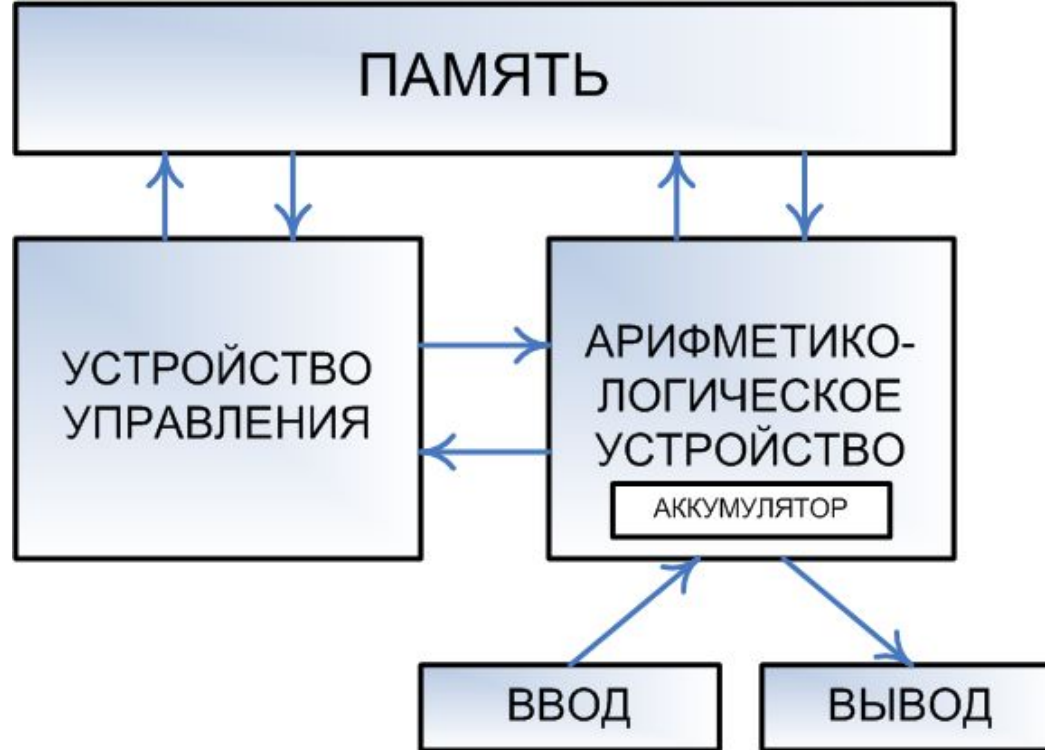 ПАМЯТЬ
УСТРОЙСТВО
УПРАВЛЕНИЯ
АРИФМЕТИКО-
ЛОГИЧЕСКОЕ
УСТРОЙСТВО
АККУМУЛЯТОР
ВВОД
ВЫВОД